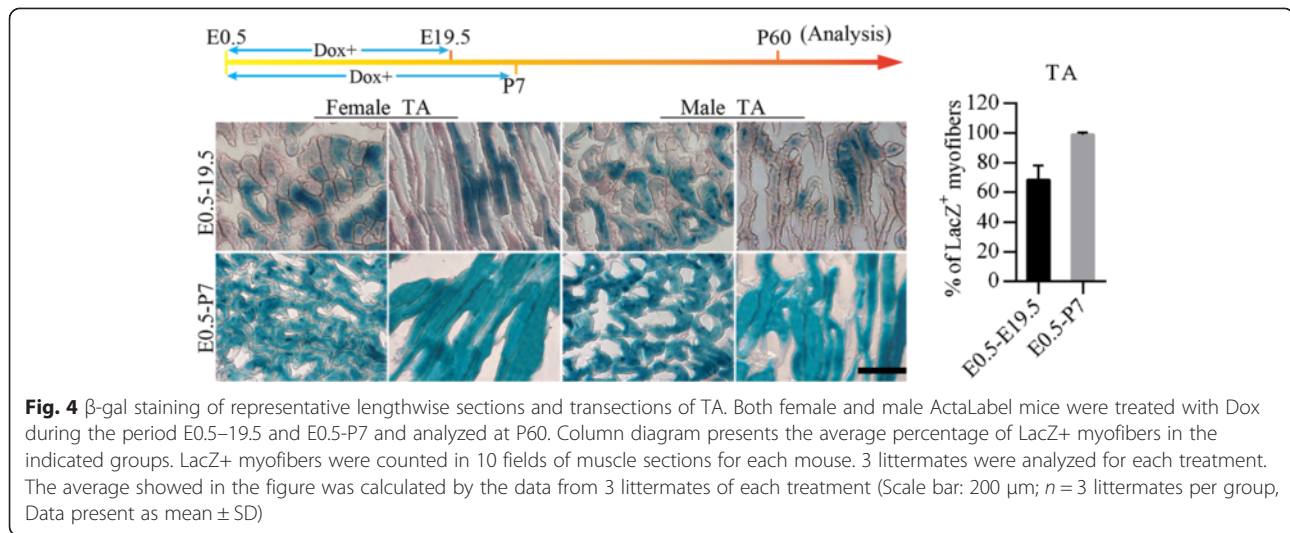 E0.5 E19.5 P60 (Analysis)
Dox+
Dox+
P7
Female TA Male TA
E0.5-19.5
E0.5-P7
TA
% of LacZ⁺ myofibers
120
100
80
60
40
20
0
E0.5-E19.5
E0.5-P7
Fig. 4 β-gal staining of representative lengthwise sections and transections of TA. Both female and male ActaLabel mice were treated with Dox
during the period E0.5–19.5 and E0.5-P7 and analyzed at P60. Column diagram presents the average percentage of LacZ+ myofibers in the
indicated groups. LacZ+ myofibers were counted in 10 fields of muscle sections for each mouse. 3 littermates were analyzed for each treatment.
The average showed in the figure was calculated by the data from 3 littermates of each treatment (Scale bar: 200 μm; n = 3 littermates per group,
Data present as mean ± SD)